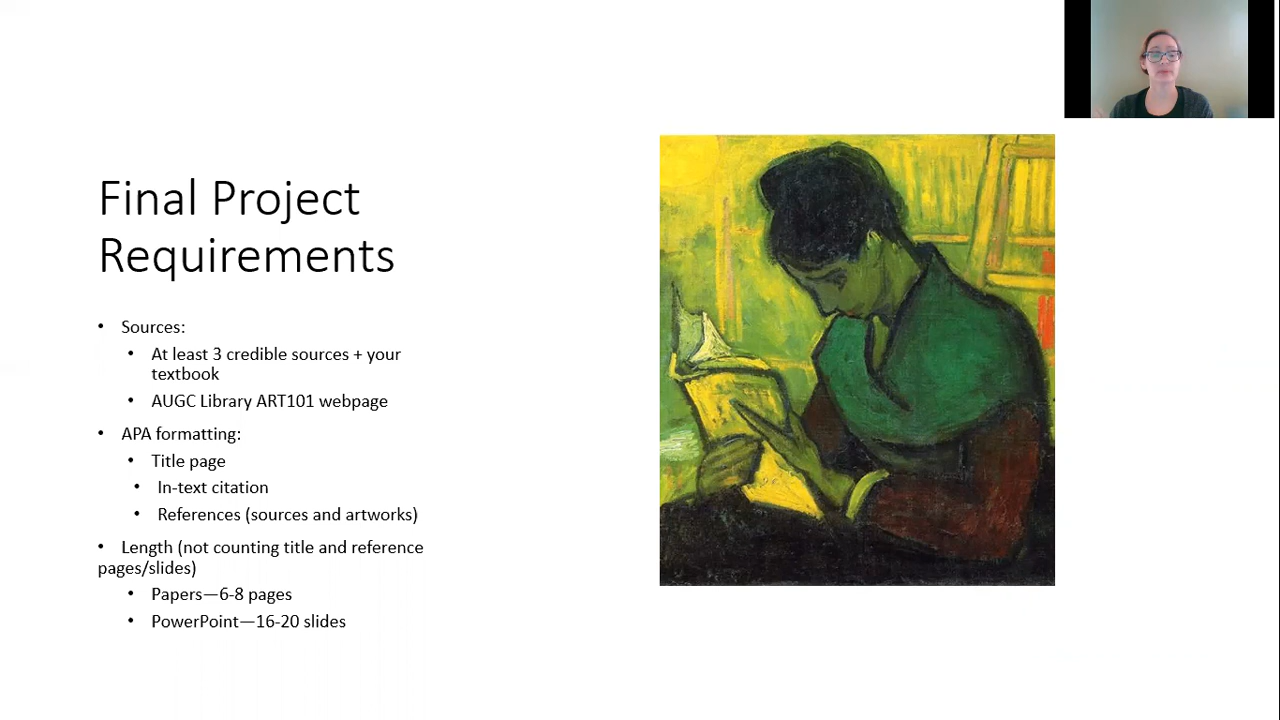 Final Project
Requirements
• Sources:
• At least 3 credible sources + your
textbook
• AUGC Library ART101 webpage
• APA formatting:
• Title page
• In-text citation
• References (sources and artworks)
• Length (not counting title and reference
pages/slides)
• Papers—6-8 pages
• PowerPoint—16-20 slides